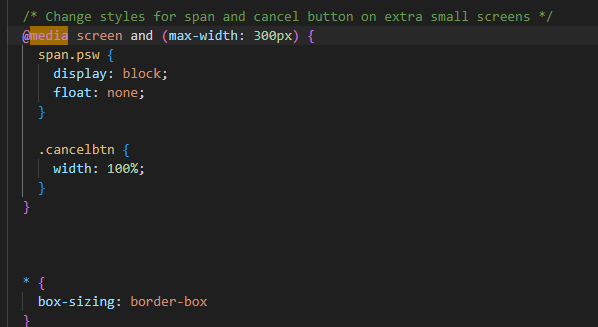 /* Change styles for span and cancel button on extra small screens */
@media screen and (max-width: 300px) {
span.psw {
display: block;
float: none;
}
.cancelbtn {
width: 100%;
}
}
* {
box-sizing: border-box
}